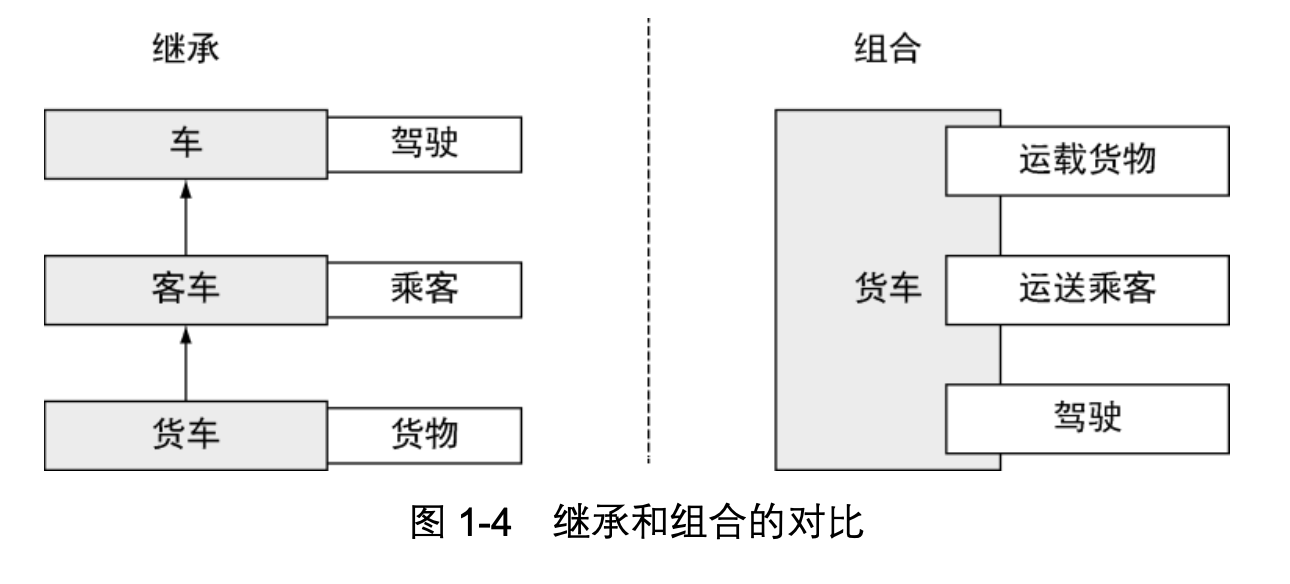 继承
组合
车
驾驶
客车
乘客
货车
货物
货车
运载货物
运送乘客
驾驶
图 1-4 继承和组合的对比